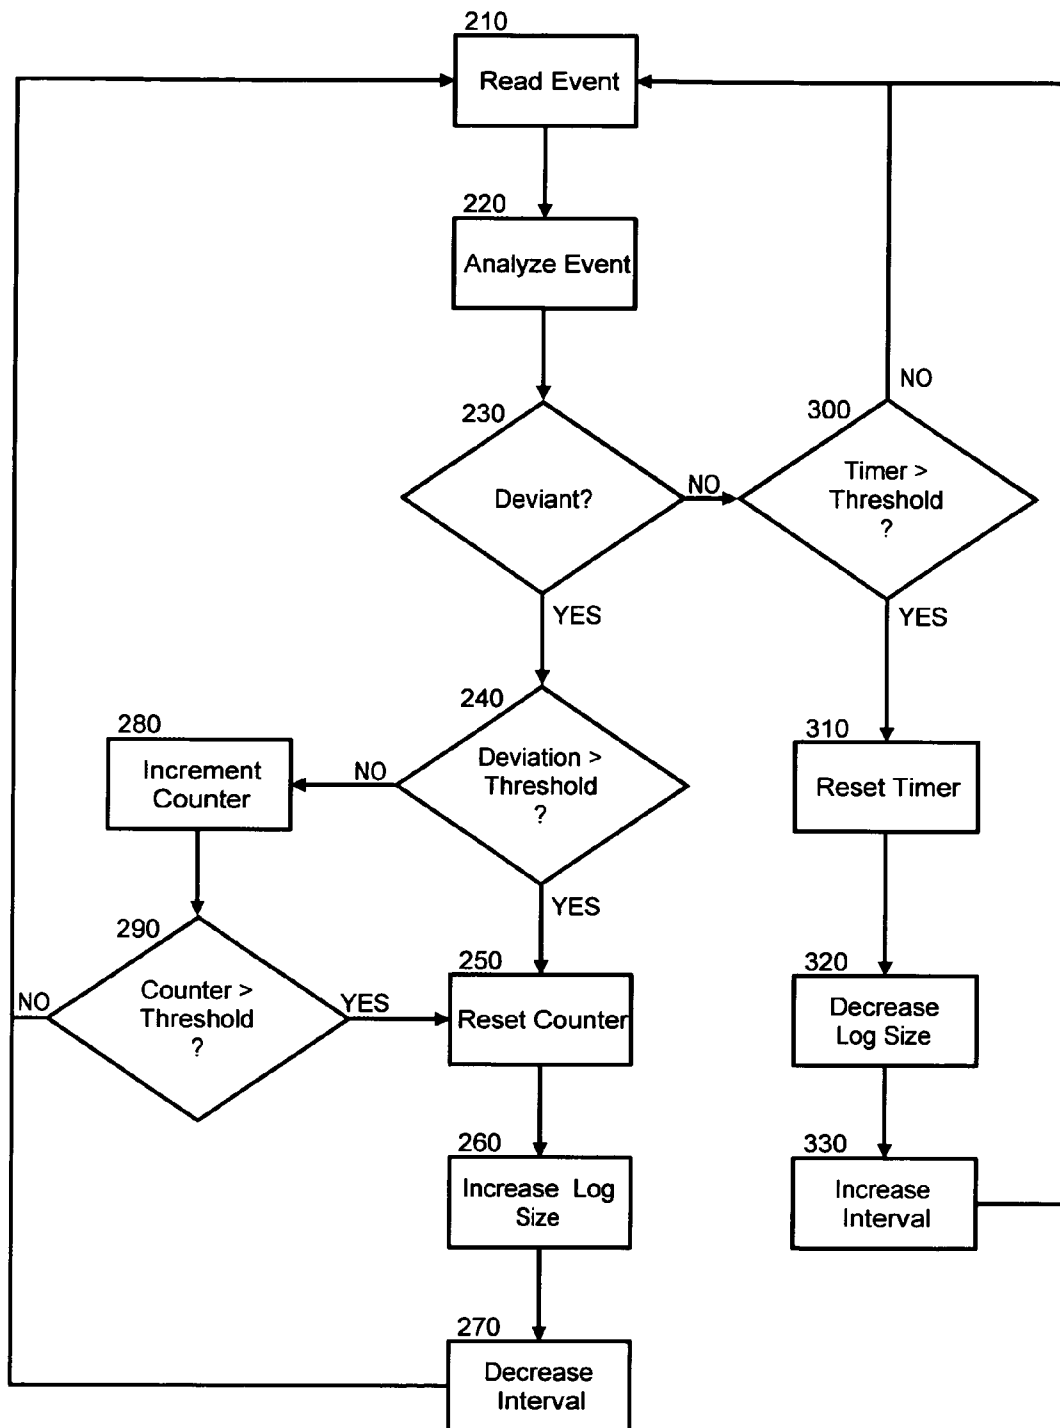 210
Read Event
220
Analyze Event
230
Deviant?
NO
YES
300
Timer >
Threshold
?
NO
YES
240
Deviation >
Threshold
?
NO
YES
280
Increment
Counter
290
Counter >
Threshold
?
NO
YES
250
Reset Counter
260
Increase Log
Size
270
Decrease
Interval
310
Reset Timer
320
Decrease
Log Size
330
Increase
Interval